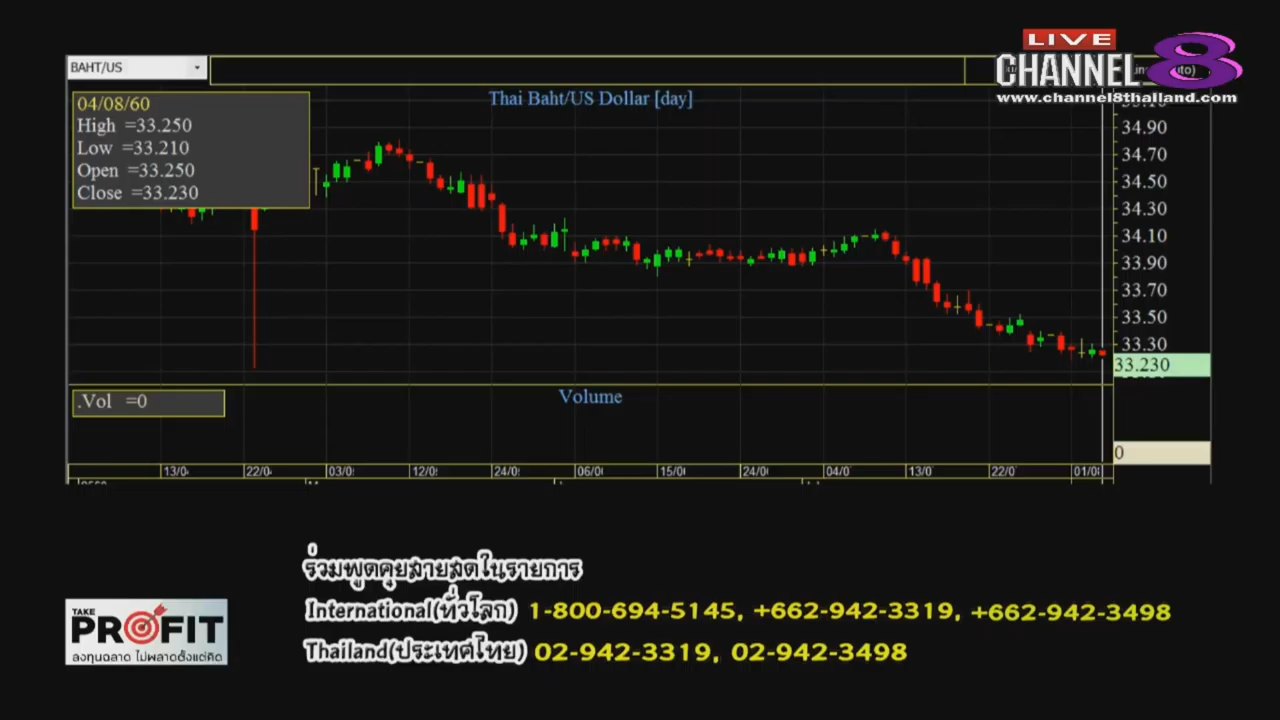 LIVE
CHANNEL 8
www.channel8thailand.com
BAHT/US
04/08/60
High =33.250
Low =33.210
Open =33.250
Close =33.230
Thai Baht/US Dollar [day]
34.90
34.70
34.50
34.30
34.10
33.90
33.70
33.50
33.30
33.230
.Vol =0
Volume
0
13/0
22/0
03/0
12/0
24/0
06/0
15/0
24/0
04/0
13/0
22/0
01/0
ร่วมพูดคุยสายสดในรายการ
International(ทั่วโลก) 1-800-694-5145, +662-942-3319, +662-942-3498
Thailand(ประเทศไทย) 02-942-3319, 02-942-3498
TAKE
PROFIT
ลงทุนฉลาด ไม่พลาดตั้งแต่คิด